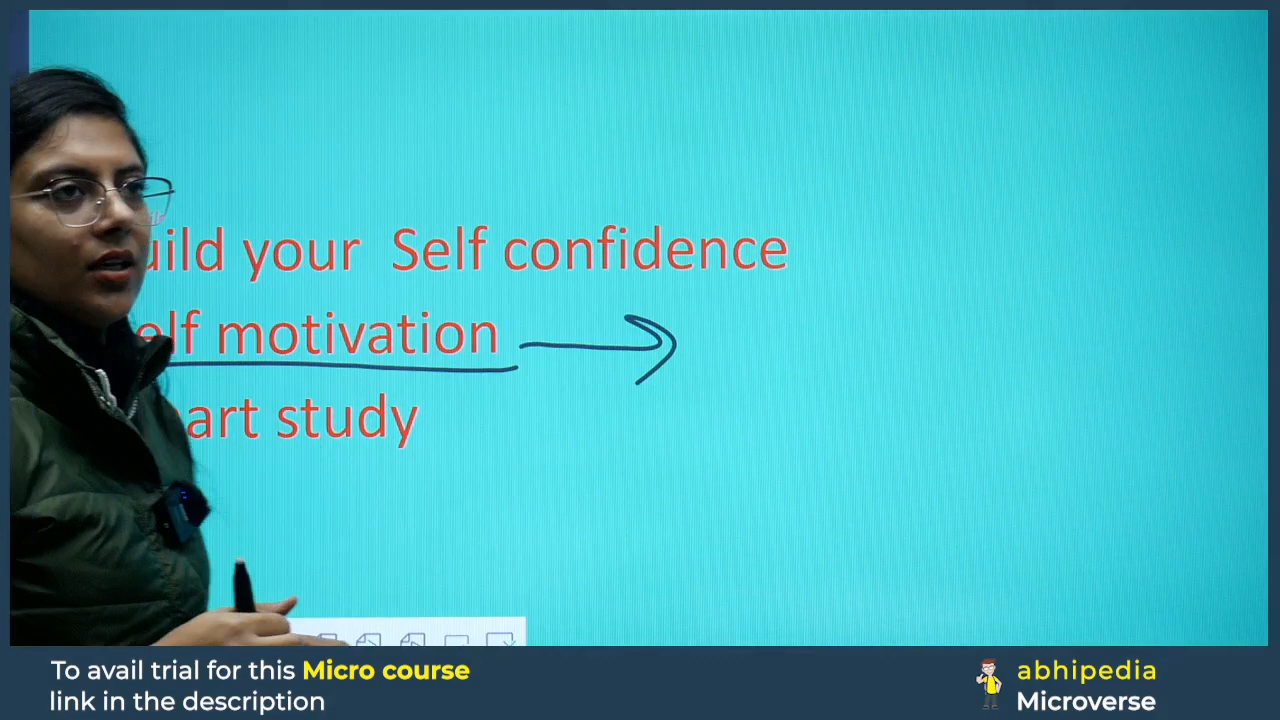 uild your Self confidence
elf motivation
art study
To avail trial for this Micro course
link in the description
abhipedia
Microverse